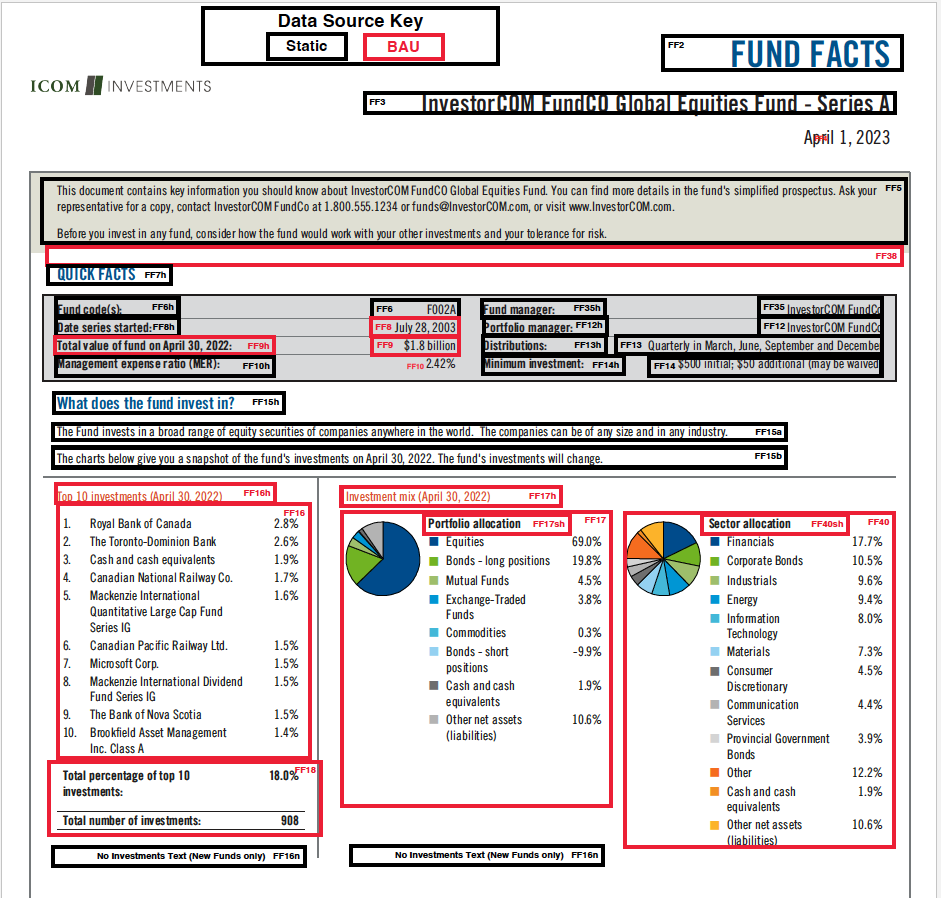 Data Source Key
Static BAU
FF2 FUND FACTS
ICOM INVESTMENTS
FF3 InvestorCOM FundCO Global Equities Fund - Series A
April 1, 2023
This document contains key information you should know about InvestorCOM FundCO Global Equities Fund. You can find more details in the fund's simplified prospectus. Ask your FF5
representative for a copy, contact InvestorCOM FundCo at 1.800.555.1234 or funds@InvestorCOM.com, or visit www.InvestorCOM.com.
Before you invest in any fund, consider how the fund would work with your other investments and your tolerance for risk.
FF38
QUICK FACTS FF7h
Fund code(s): FF6h FF6 F002A Fund manager: FF35h FF35 InvestorCOM FundCo
Date series started: FF8h FF8 July 28, 2003 Portfolio manager: FF12h FF12 InvestorCOM FundCo
Total value of fund on April 30, 2022: FF9h FF9 $1.8 billion Distributions: FF13h FF13 Quarterly in March, June, September and Decembe
Management expense ratio (MER): FF10h FF10 2.42% Minimum investment: FF14h FF14 $500 initial; $50 additional (may be waived
What does the fund invest in? FF15h
The Fund invests in a broad range of equity securities of companies anywhere in the world. The companies can be of any size and in any industry. FF15a
The charts below give you a snapshot of the fund's investments on April 30, 2022. The fund's investments will change. FF15b
Top 10 investments (April 30, 2022) FF16h
FF16
1. Royal Bank of Canada 2.8%
2. The Toronto-Dominion Bank 2.6%
3. Cash and cash equivalents 1.9%
4. Canadian National Railway Co. 1.7%
5. Mackenzie International 1.6%
Quantitative Large Cap Fund
Series IG
6. Canadian Pacific Railway Ltd. 1.5%
7. Microsoft Corp. 1.5%
8. Mackenzie International Dividend 1.5%
Fund Series IG
9. The Bank of Nova Scotia 1.5%
10. Brookfield Asset Management 1.4%
Inc. Class A
Total percentage of top 10 18.0% FF18
investments:
Total number of investments: 908
No Investments Text (New Funds only) FF16n
Investment mix (April 30, 2022) FF17h
Portfolio allocation FF17sh FF17
Equities 69.0%
Bonds - long positions 19.8%
Mutual Funds 4.5%
Exchange-Traded 3.8%
Funds
Commodities 0.3%
Bonds - short -9.9%
positions
Cash and cash 1.9%
equivalents
Other net assets 10.6%
(liabilities)
No Investments Text (New Funds only) FF16n
Sector allocation FF40sh FF40
Financials 17.7%
Corporate Bonds 10.5%
Industrials 9.6%
Energy 9.4%
Information 8.0%
Technology
Materials 7.3%
Consumer 4.5%
Discretionary
Communication 4.4%
Services
Provincial Government 3.9%
Bonds
Other 12.2%
Cash and cash 1.9%
equivalents
Other net assets 10.6%
(liabilities)